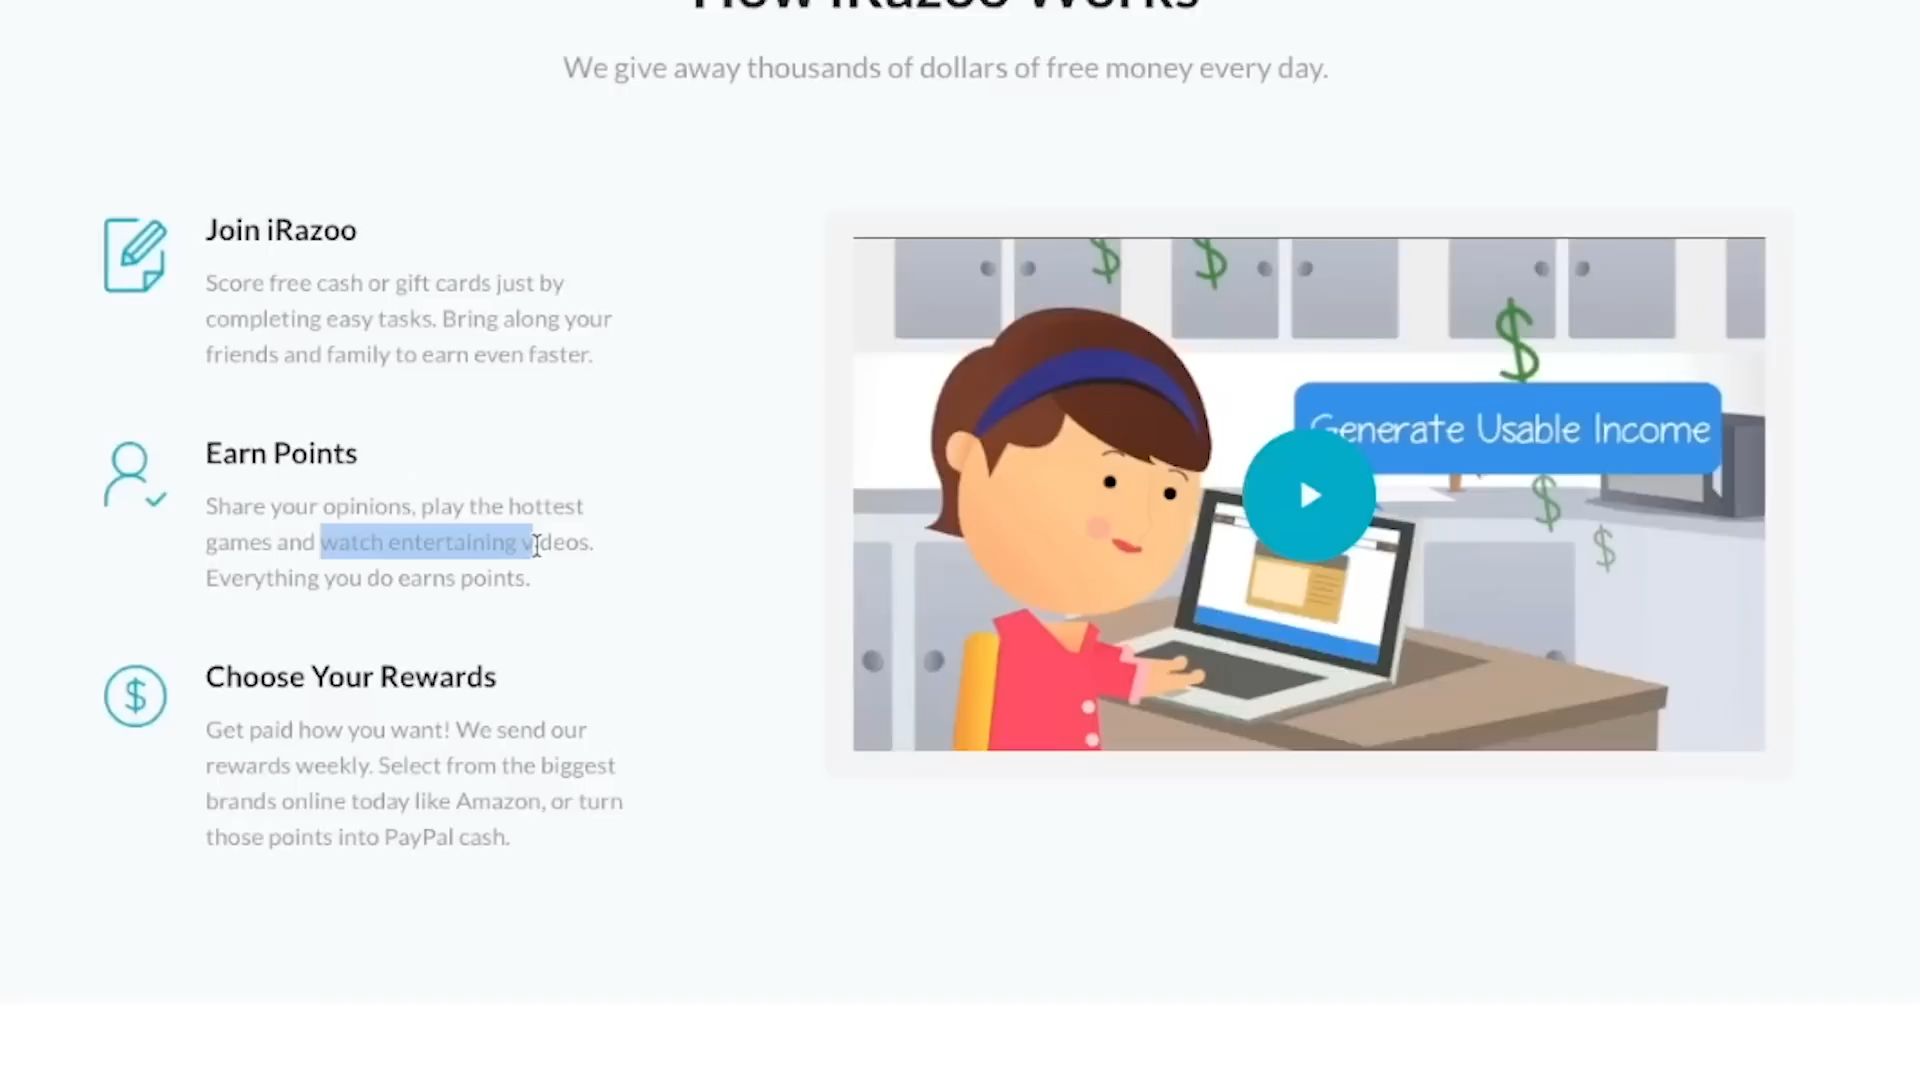 How iRazoo Works
We give away thousands of dollars of free money every day.
Join iRazoo
Score free cash or gift cards just by
completing easy tasks. Bring along your
friends and family to earn even faster.
Earn Points
Share your opinions, play the hottest
games and watch entertaining videos.
Everything you do earns points.
Choose Your Rewards
Get paid how you want! We send our
rewards weekly. Select from the biggest
brands online today like Amazon, or turn
those points into PayPal cash.
Generate Usable Income